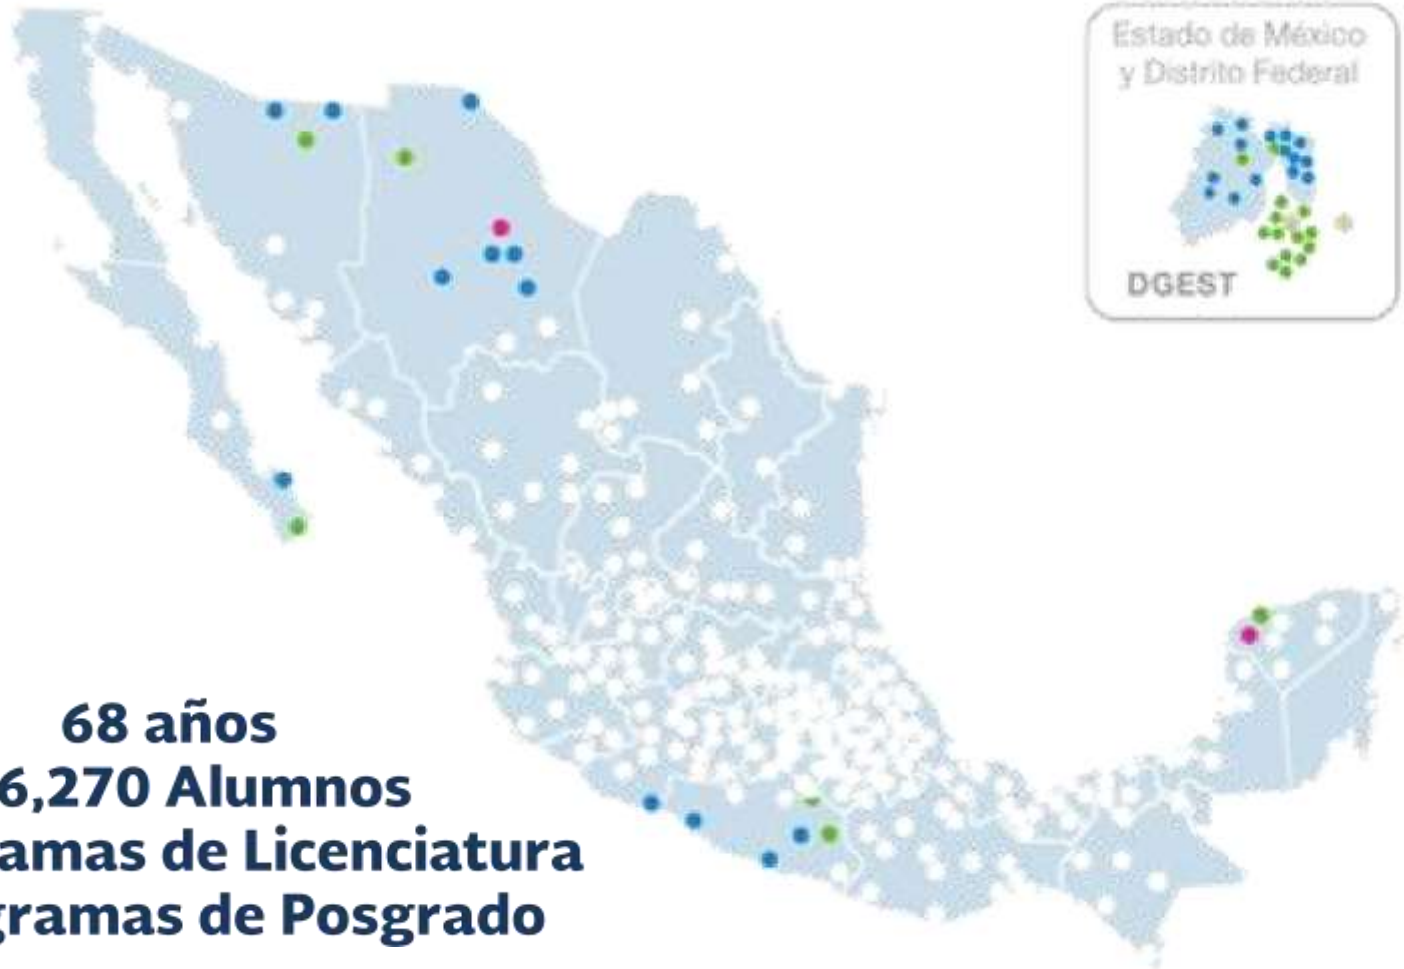 Estado de México
y Distrito Federal
DGEST
68 años
6,270 Alumnos
amas de Licenciatura
gramas de Posgrado